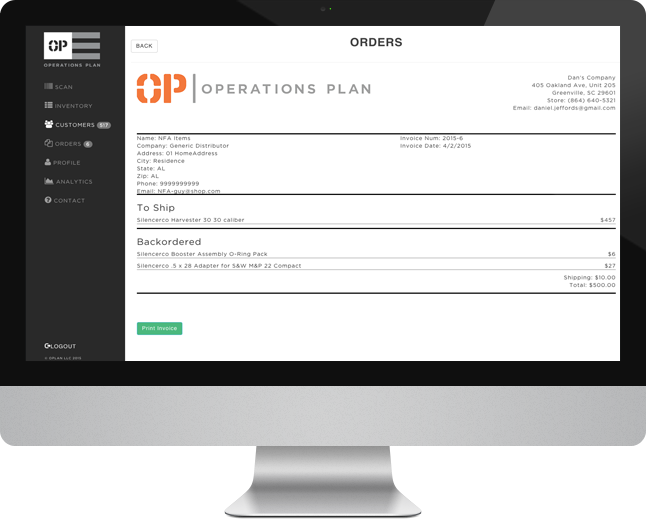 OP
OPERATIONS PLAN
SCAN
INVENTORY
CUSTOMERS 517
ORDERS 6
PROFILE
ANALYTICS
CONTACT
LOGOUT
© OPLAN LLC 2015
BACK
ORDERS
OP | OPERATIONS PLAN
Dan's Company
405 Oakland Ave, Unit 205
Greenville, SC 29601
Store: (864) 640-5321
Email: daniel.jeffords@gmail.com
Name: NFA Items
Company: Generic Distributor
Address: 01 HomeAddress
City: Residence
State: AL
Zip: AL
Phone: 9999999999
Email: NFA-guy@shop.com
Invoice Num: 2015-6
Invoice Date: 4/2/2015
To Ship
Silencerco Harvester 30 30 caliber $457
Backordered
Silencerco Booster Assembly O-Ring Pack $6
Silencerco .5 x 28 Adapter for S&W M&P 22 Compact $27
Shipping: $10.00
Total: $500.00
Print Invoice